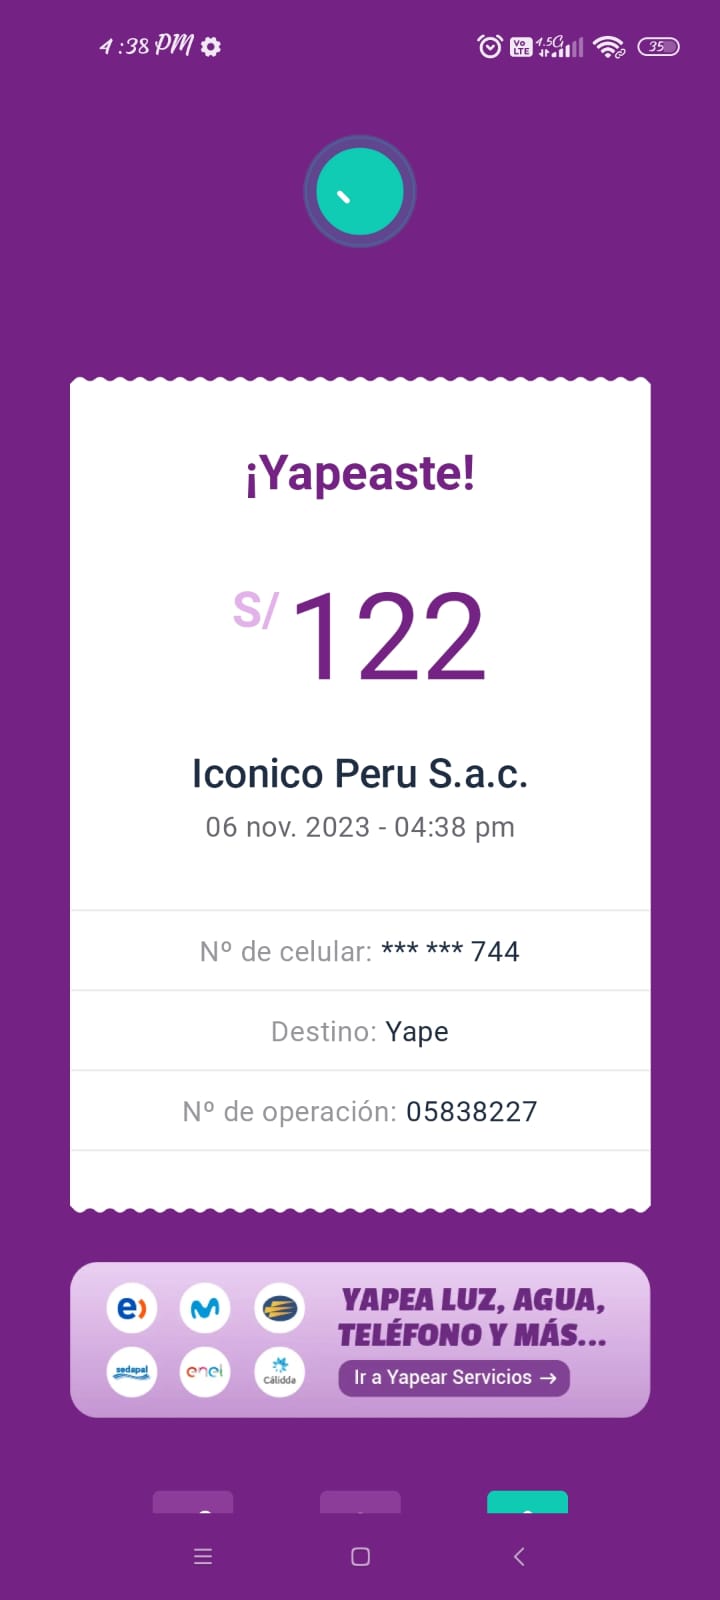 4:38 PM
Vo LTE 4.5G 35
¡Yapeaste!
S/ 122
Iconico Peru S.a.c.
06 nov. 2023 - 04:38 pm
Nº de celular: *** *** 744
Destino: Yape
Nº de operación: 05838227
YAPEA LUZ, AGUA,
TELÉFONO Y MÁS...
sedapal enel Cálidda
Ir a Yapear Servicios →